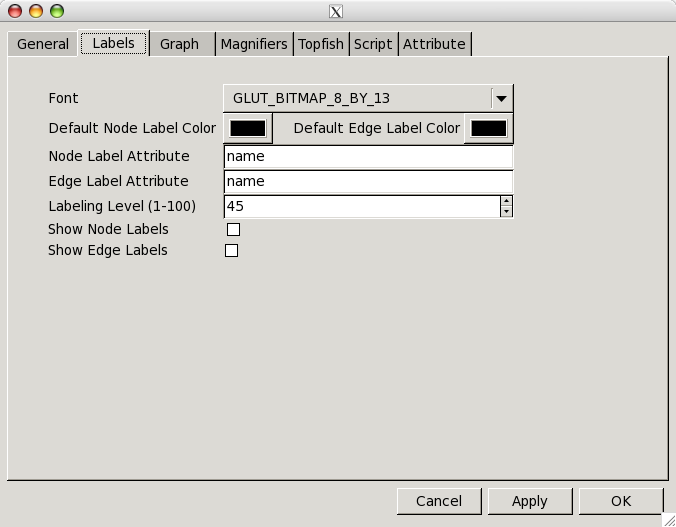 X
General Labels Graph Magnifiers Topfish Script Attribute
Font GLUT_BITMAP_8_BY_13
Default Node Label Color Default Edge Label Color
Node Label Attribute name
Edge Label Attribute name
Labeling Level (1-100) 45
Show Node Labels
Show Edge Labels
Cancel Apply OK